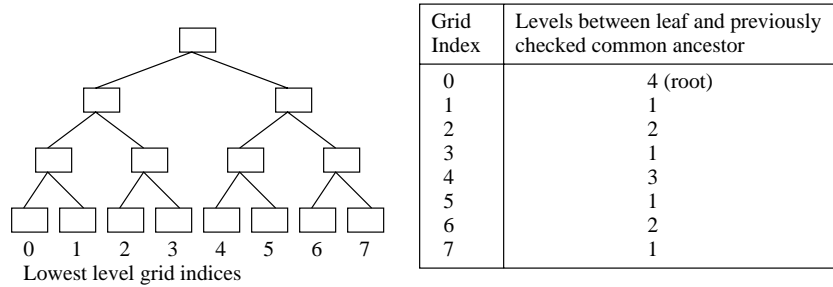 0 1 2 3 4 5 6 7
Lowest level grid indices
Grid Index Levels between leaf and previously checked common ancestor
0 4 (root)
1 1
2 2
3 1
4 3
5 1
6 2
7 1